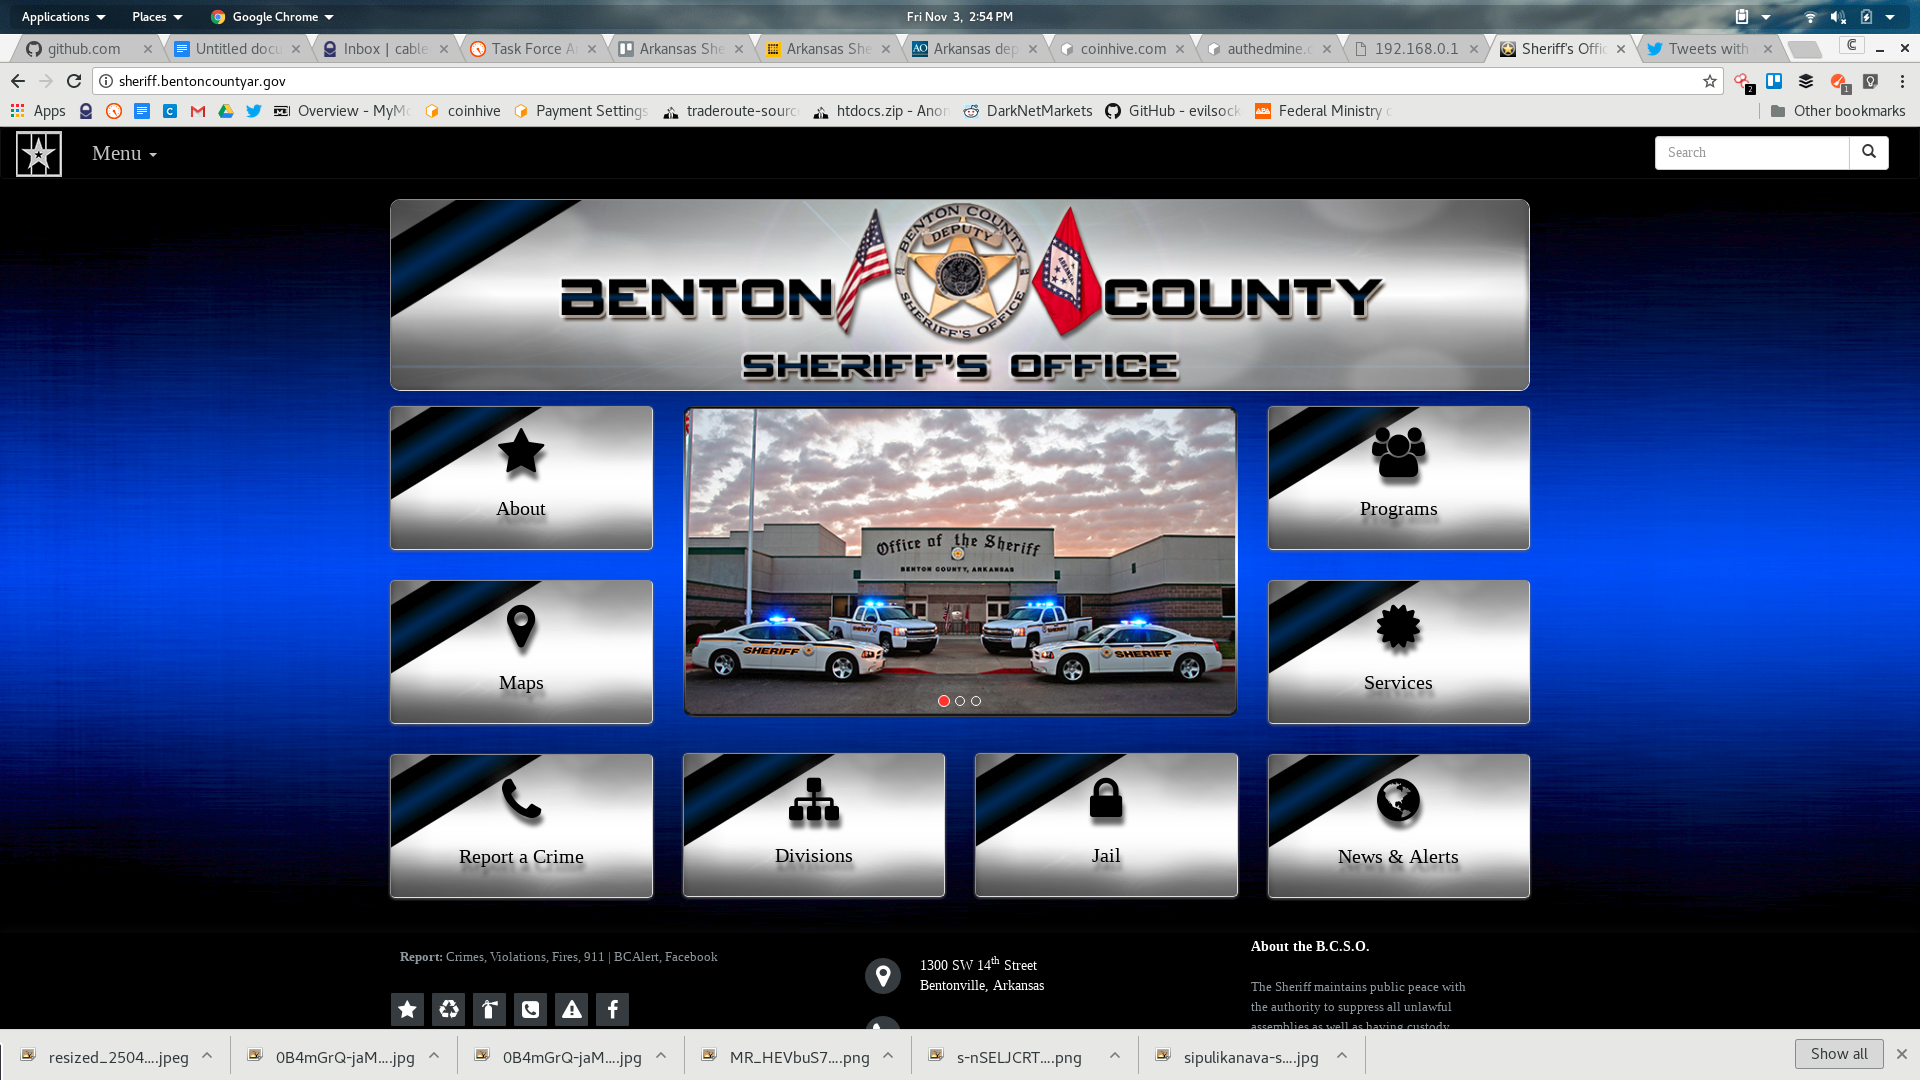 Applications Places Google Chrome Fri Nov 3, 2:54 PM
github.com Untitled docu Inbox | cable Task Force Ar Arkansas She Arkansas She Arkansas dep coinhive.com authedmine.c 192.168.0.1 Sheriff's Offic Tweets with
sheriff.bentoncountyar.gov
Apps Overview - MyMo coinhive Payment Settings traderoute-sourc htdocs.zip - Anon DarkNetMarkets GitHub - evilsock Federal Ministry o Other bookmarks
Menu Search
BENTON COUNTY
BENTON COUNTY
DEPUTY
SHERIFF'S OFFICE
ARKANSAS
SHERIFF'S OFFICE
About
Programs
Office of the Sheriff
BENTON COUNTY, ARKANSAS
SHERIFF SHERIFF
Maps
Services
Report a Crime
Divisions
Jail
News & Alerts
Report: Crimes, Violations, Fires, 911 | BCAlert, Facebook
1300 SW 14th Street
Bentonville, Arkansas
About the B.C.S.O.
The Sheriff maintains public peace with
the authority to suppress all unlawful
assemblies as well as having custody
resized_2504....jpeg 0B4mGrQ-jaM....jpg 0B4mGrQ-jaM....jpg MR_HEVbuS7....png s-nSELJCRT....png sipulikanava-s....jpg Show all